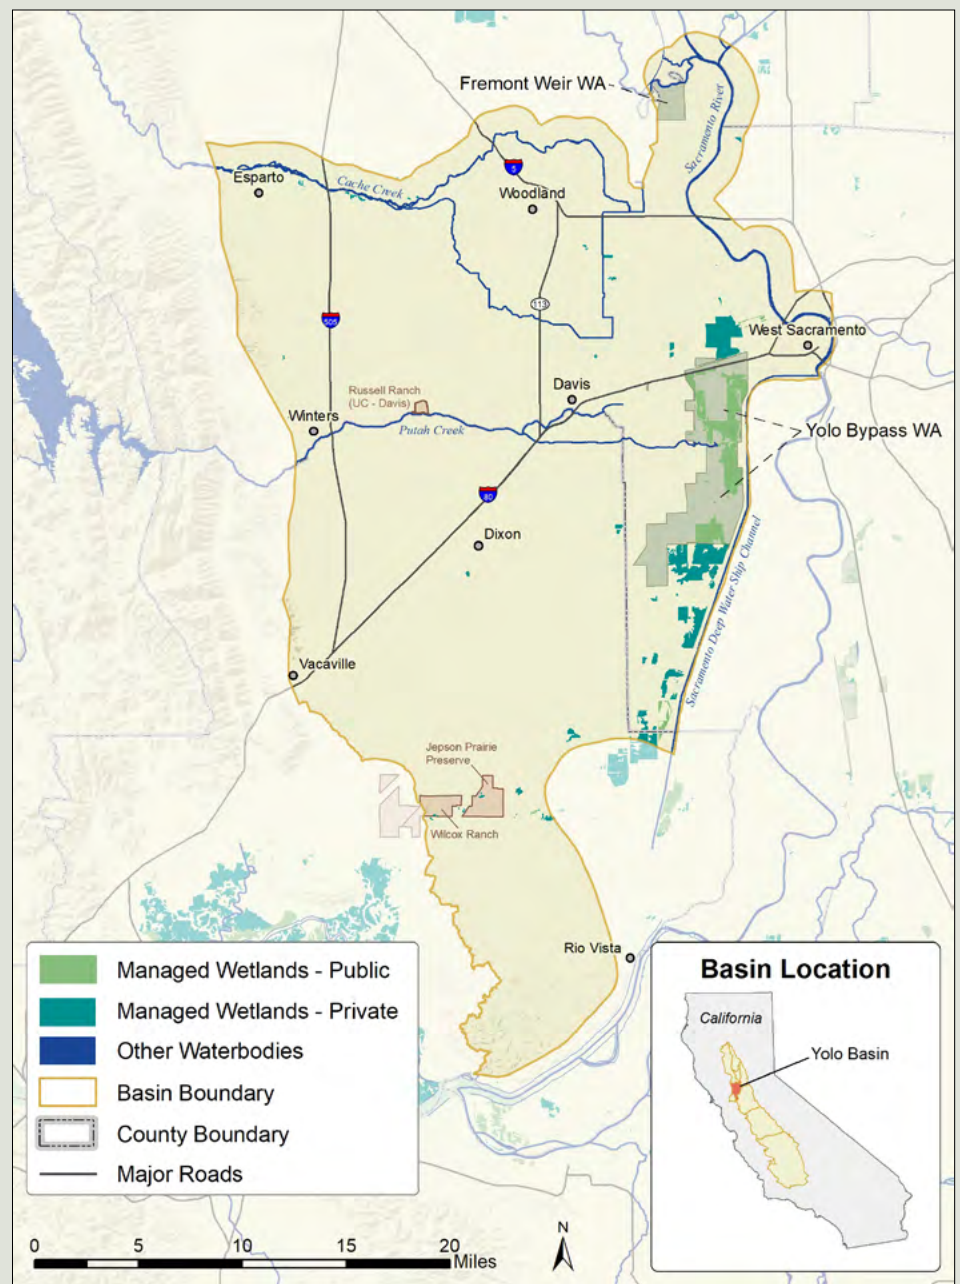 Fremont Weir WA
Sacramento River
Esparto
Cache Creek
5
Woodland
113
505
West Sacramento
Russell Ranch
(UC - Davis)
Davis
Winters
Putah Creek
Yolo Bypass WA
80
Dixon
Sacramento Deep Water Ship Channel
Vacaville
Jepson Prairie
Preserve
Wilcox Ranch
Rio Vista
Managed Wetlands - Public
Managed Wetlands - Private
Other Waterbodies
Basin Boundary
County Boundary
Major Roads
Basin Location
California
Yolo Basin
0 5 10 15 20
Miles
N